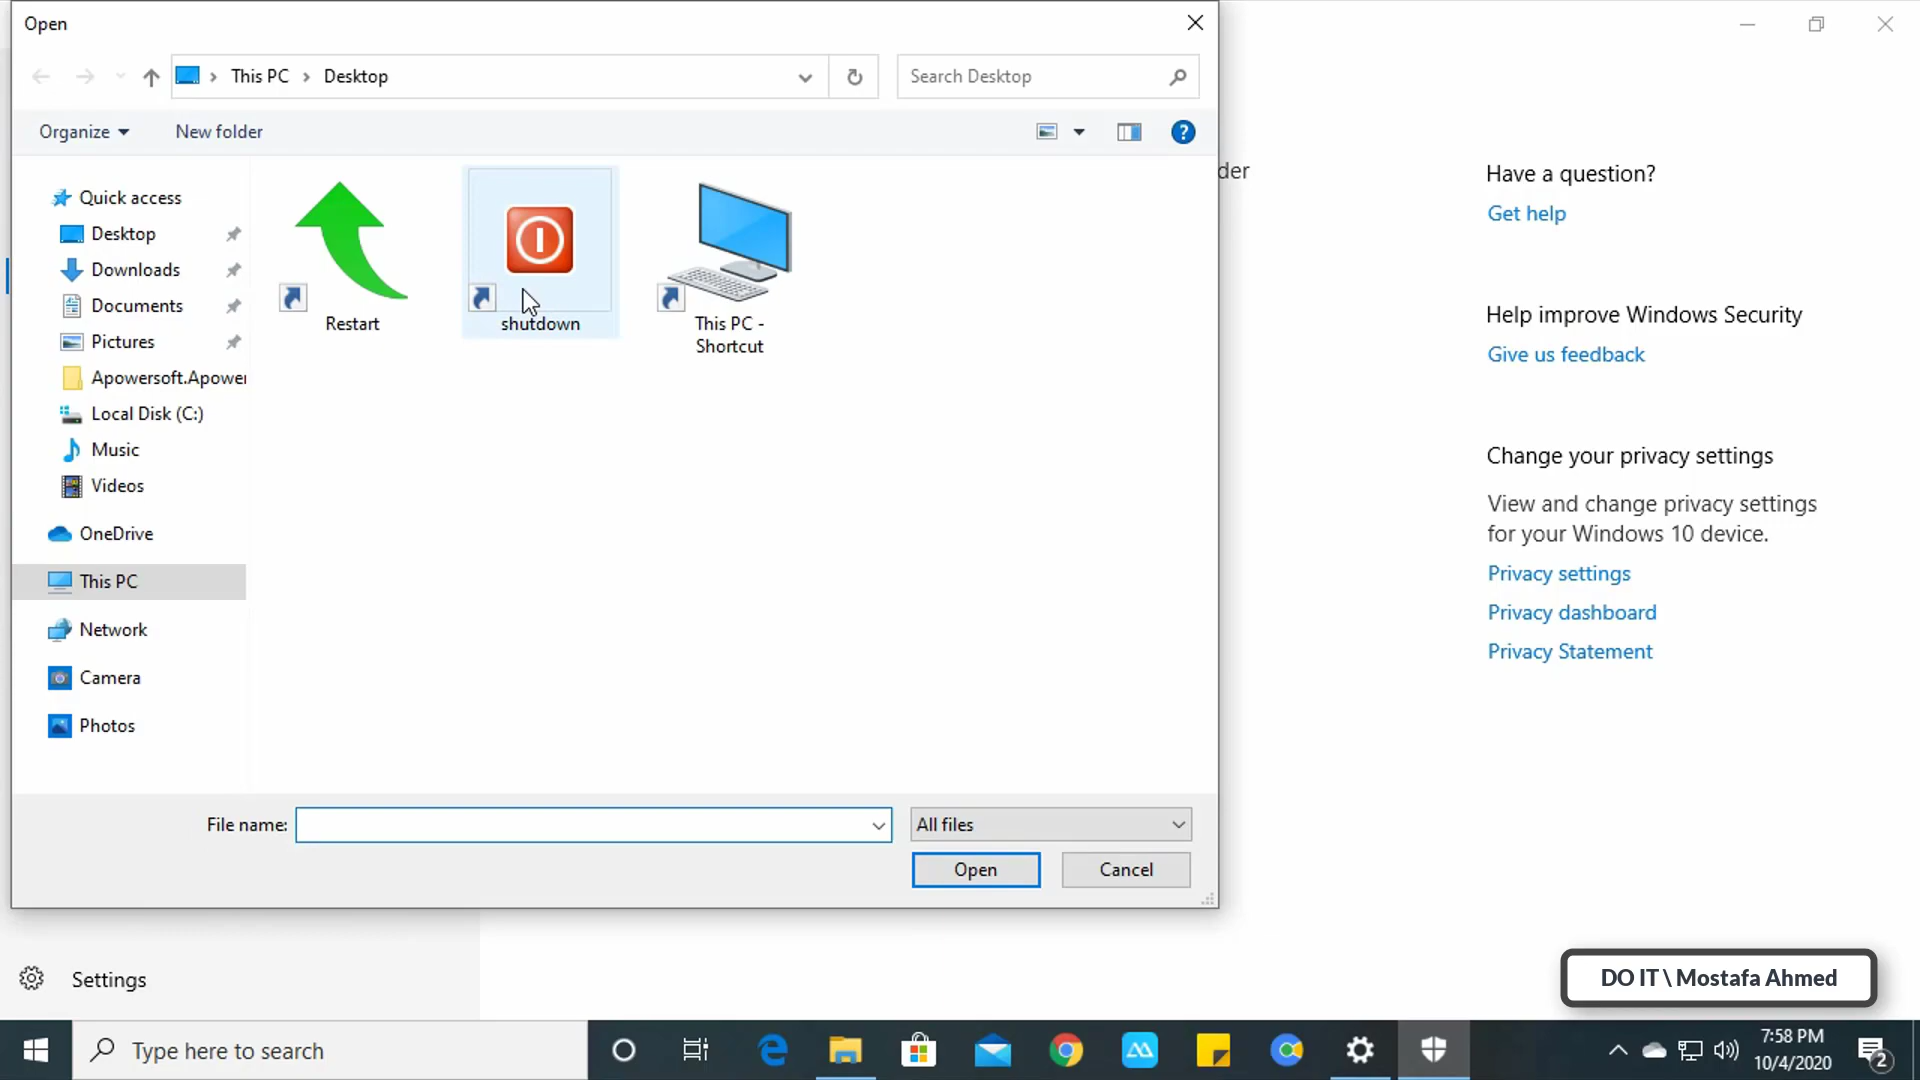 Open
This PC
Desktop
Search Desktop
Organize
New folder
Quick access
Desktop
Downloads
Documents
Pictures
Apowersoft.Apower
Local Disk (C:)
Music
Videos
OneDrive
This PC
Network
Camera
Photos
Restart
shutdown
This PC -
Shortcut
File name:
All files
Open
Cancel
der
Have a question?
Get help
Help improve Windows Security
Give us feedback
Change your privacy settings
View and change privacy settings
for your Windows 10 device.
Privacy settings
Privacy dashboard
Privacy Statement
Settings
DO IT \ Mostafa Ahmed
Type here to search
7:58 PM
10/4/2020
2